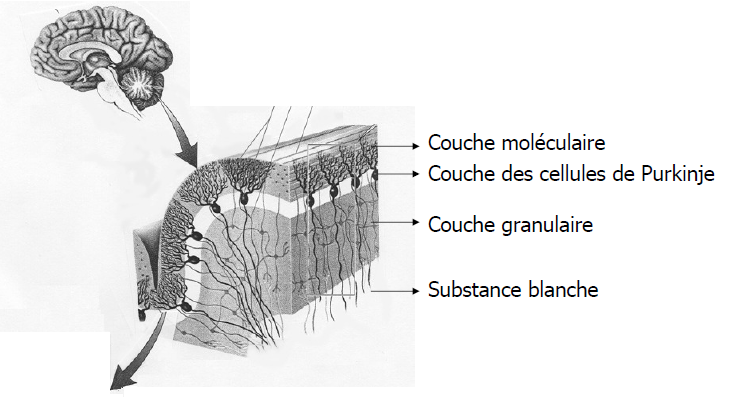 Couche moléculaire
Couche des cellules de Purkinje
Couche granulaire
Substance blanche